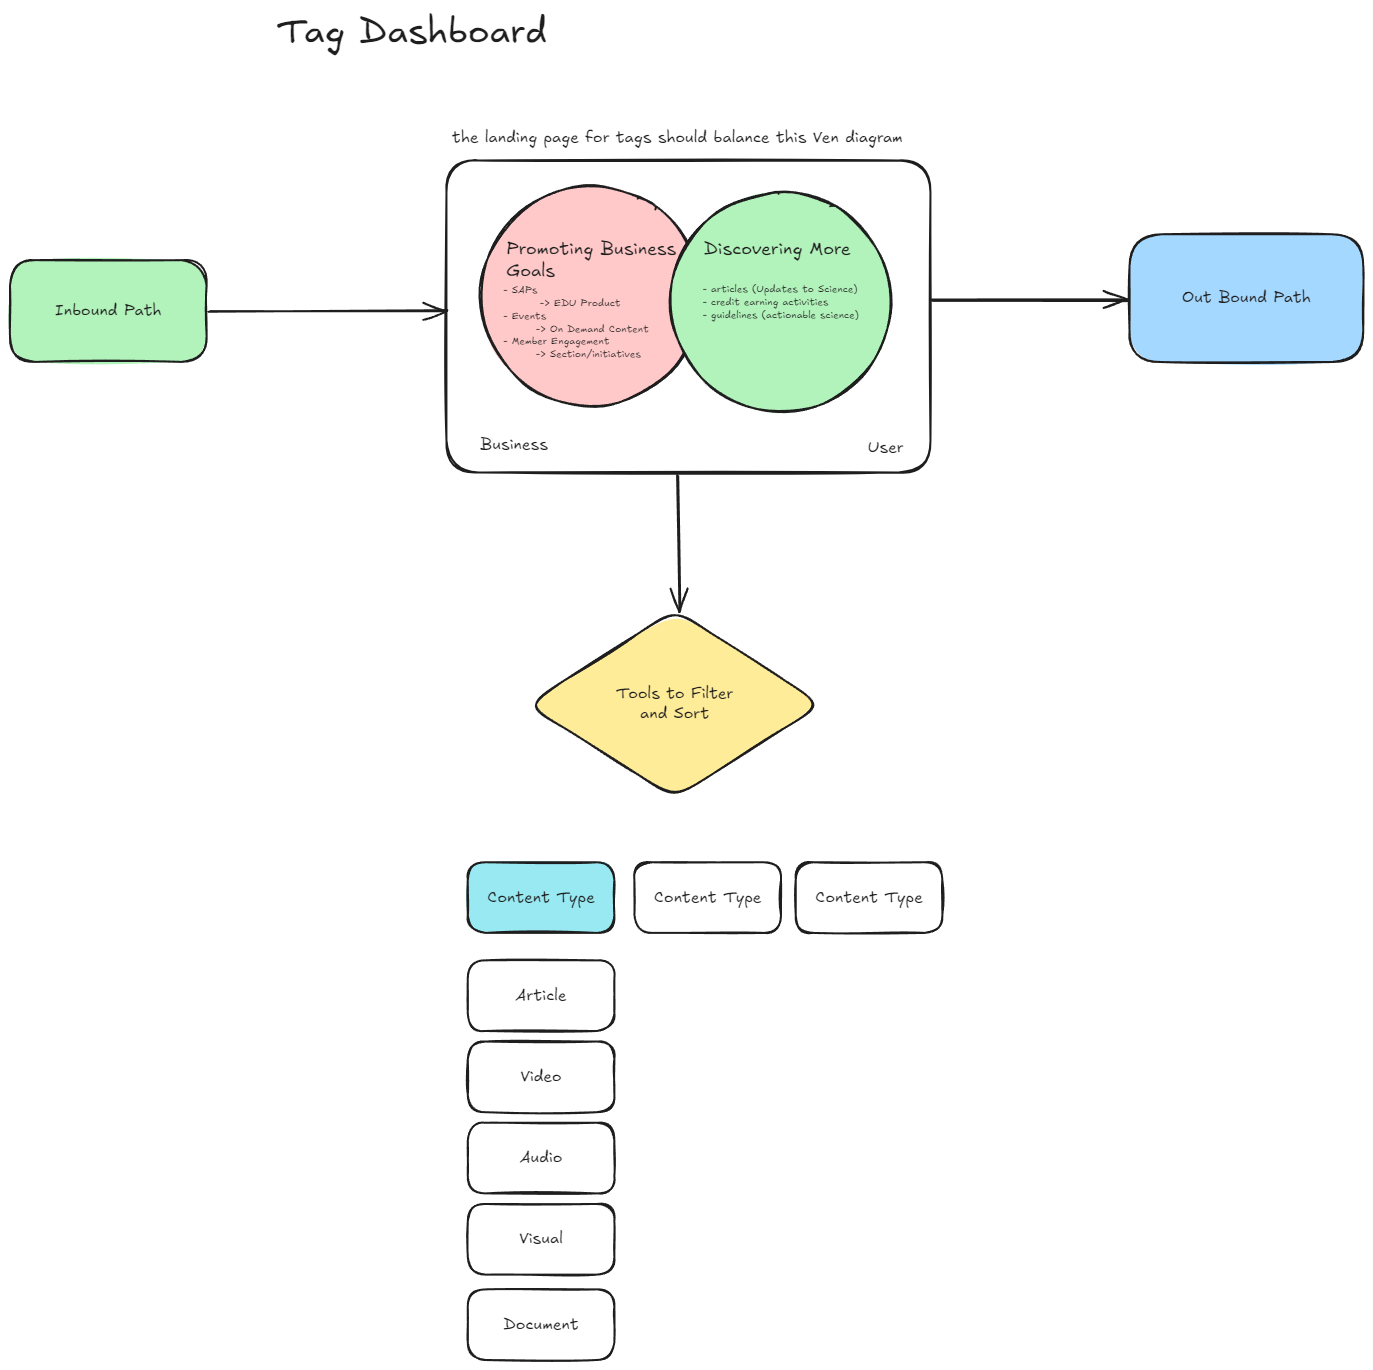 Tag Dashboard
the landing page for tags should balance this Ven diagram
Inbound Path
Promoting Business
Goals
- SAPs
-> EDU Product
- Events
-> On Demand Content
- Member Engagement
-> Section/initiatives
Discovering More
- articles (Updates to Science)
- credit earning activities
- guidelines (actionable science)
Business
User
Out Bound Path
Tools to Filter
and Sort
Content Type
Content Type
Content Type
Article
Video
Audio
Visual
Document